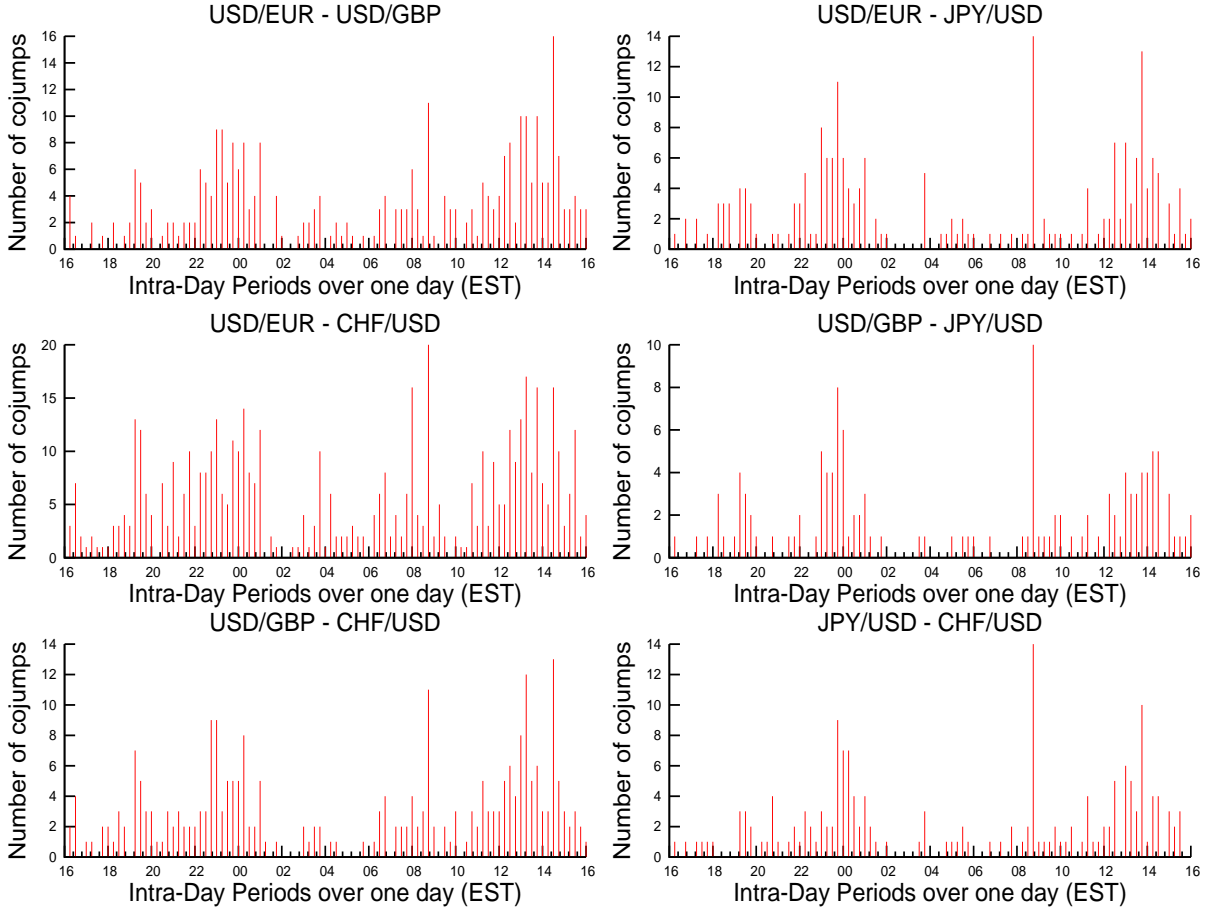 USD/EUR - USD/GBP
Number of cojumps
16
14
12
10
8
6
4
2
0
16 20 22 00 02 04 06 08 10 12 14 16
Intra-Day Periods over one day (EST)
USD/EUR - JPY/USD
Number of cojumps
14
12
10
8
6
4
2
0
16 18 20 22 00 02 04 06 08 10 12 14 16
Intra-Day Periods over one day (EST)
USD/EUR - CHF/USD
Number of cojumps
20
15
10
5
0
16 20 22 00 02 04 06 08 10 12 14 16
Intra-Day Periods over one day (EST)
USD/GBP - JPY/USD
Number of cojumps
10
8
6
4
2
0
16 18 20 22 00 02 04 06 08 10 12 14 16
Intra-Day Periods over one day (EST)
USD/GBP - CHF/USD
Number of cojumps
14
12
10
8
6
4
2
0
16 20 22 00 02 04 06 08 10 12 14 16
Intra-Day Periods over one day (EST)
JPY/USD - CHF/USD
Number of cojumps
14
12
10
8
6
4
2
0
16 18 20 22 00 02 04 06 08 10 12 14 16
Intra-Day Periods over one day (EST)